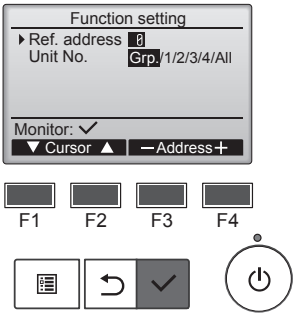 Function setting
Ref. address 0
Unit No. Grp./1/2/3/4/All
Monitor: ✓
▼ Cursor ▲ −Address+
F1 F2 F3 F4